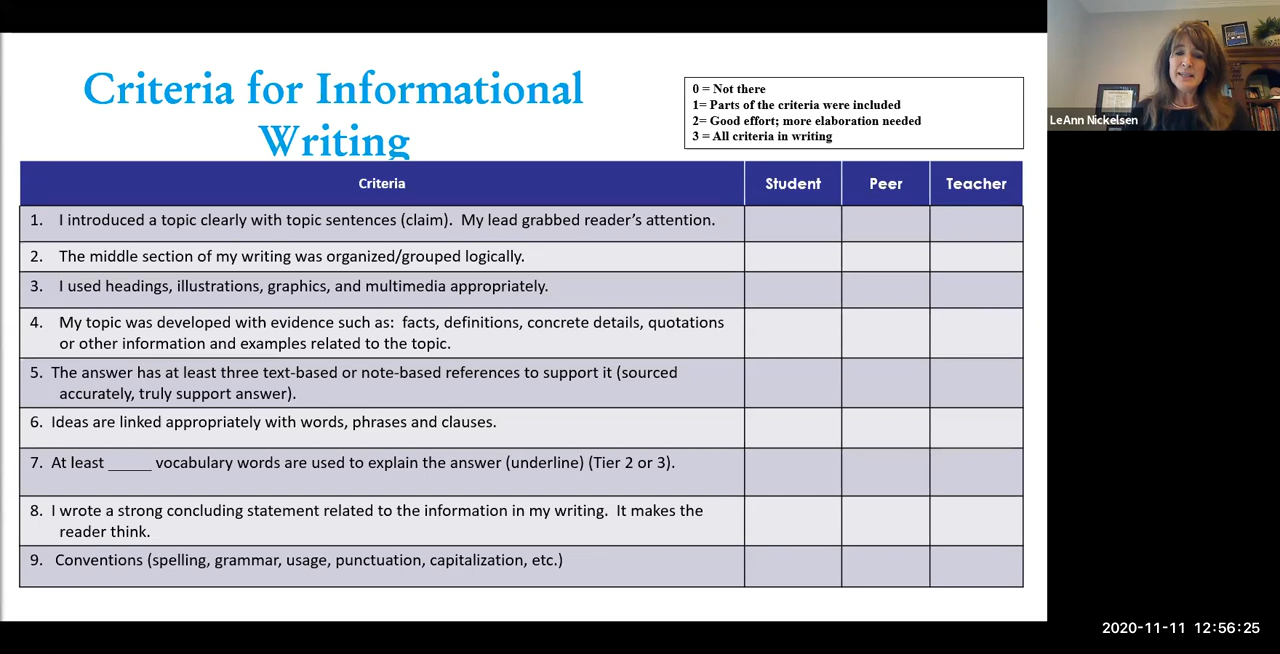 Criteria for Informational
Writing
0 = Not there
1= Parts of the criteria were included
2= Good effort; more elaboration needed
3 = All criteria in writing
LeAnn Nickelsen
Criteria Student Peer Teacher
1. I introduced a topic clearly with topic sentences (claim). My lead grabbed reader’s attention.
2. The middle section of my writing was organized/grouped logically.
3. I used headings, illustrations, graphics, and multimedia appropriately.
4. My topic was developed with evidence such as: facts, definitions, concrete details, quotations
or other information and examples related to the topic.
5. The answer has at least three text-based or note-based references to support it (sourced
accurately, truly support answer).
6. Ideas are linked appropriately with words, phrases and clauses.
7. At least _____ vocabulary words are used to explain the answer (underline) (Tier 2 or 3).
8. I wrote a strong concluding statement related to the information in my writing. It makes the
reader think.
9. Conventions (spelling, grammar, usage, punctuation, capitalization, etc.)
2020-11-11 12:56:25